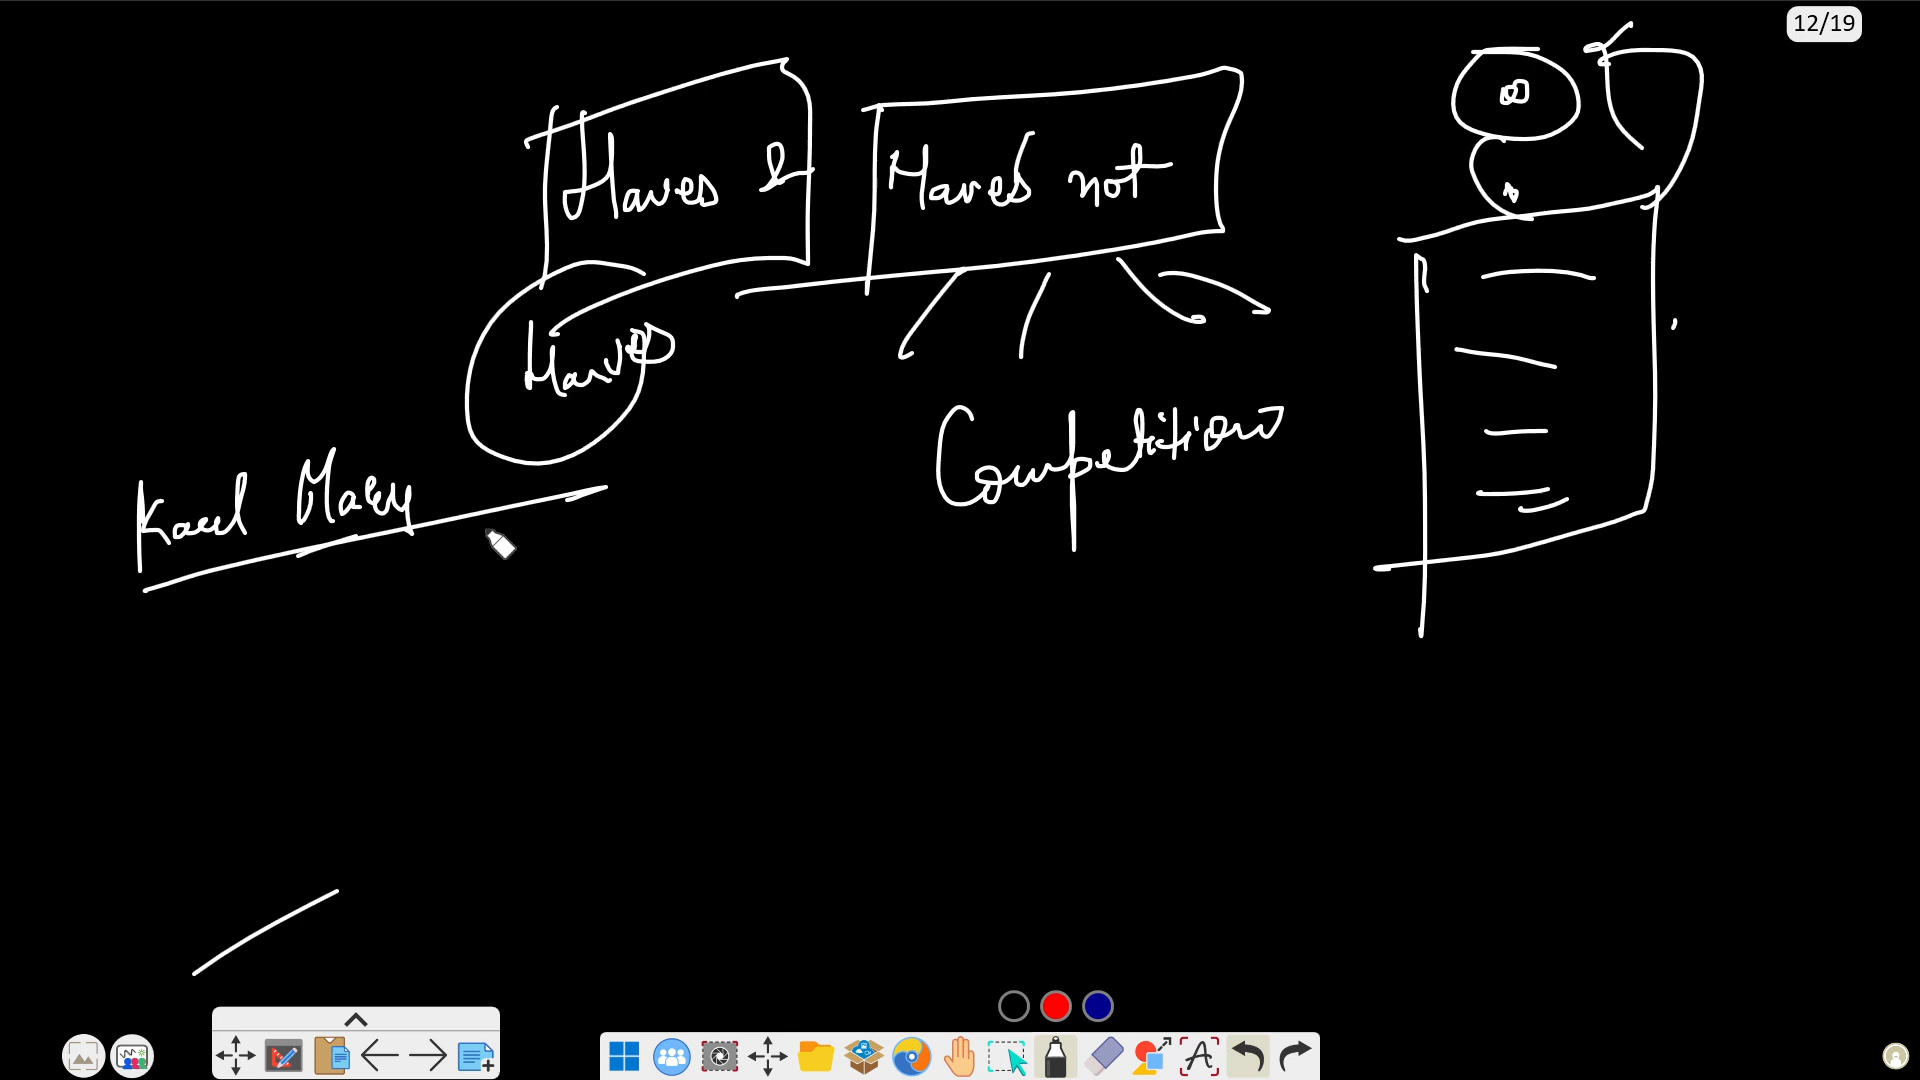 12/19
Haves &
Haves not
Haves
Competition
Karl Marx